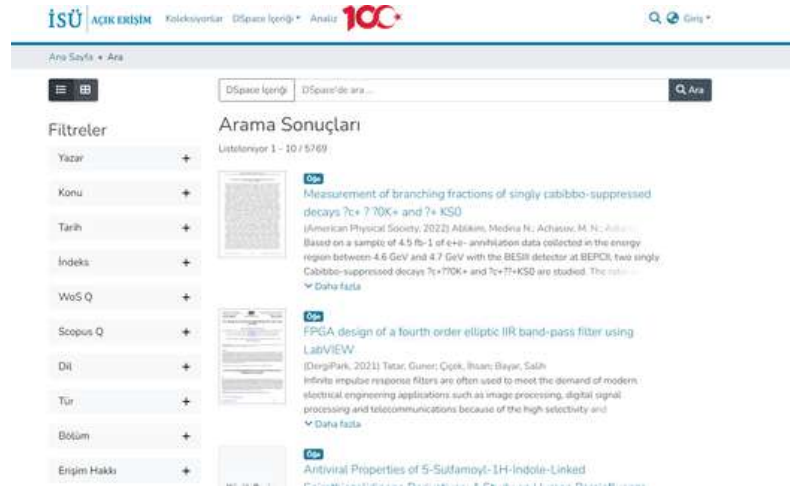 İSÜ AÇIK ERİŞİM Koleksiyonlar DSpace İçeriği Analiz 100 Giriş
Ana Sayfa • Ara
DSpace İçeriği DSpace'de ara ... Ara
Filtreler
Yazar +
Konu +
Tarih +
İndeks +
WoS Q +
Scopus Q +
Dil +
Tür +
Bölüm +
Erişim Hakkı +
Arama Sonuçları
Listeleniyor 1 - 10 / 5769
Öğe
Measurement of branching fractions of singly cabibbo-suppressed
decays ?c+ ? ?0K+ and ?+ KS0
(American Physical Society, 2022) Ablikim, Medina N.; Achasov, M. N.;
Based on a sample of 4.5 fb-1 of e+e- annihilation data collected in the energy
region between 4.6 GeV and 4.7 GeV with the BESIII detector at BEPCII, two singly
Cabibbo-suppressed decays ?c+??0K+ and ?c+??+KS0 are studied. The
Daha fazla
Öğe
FPGA design of a fourth order elliptic IIR band-pass filter using
LabVIEW
(DergiPark, 2021) Tatar, Guner; Çiçek, İhsan; Bayar, Salih
Infinite impulse response filters are often used to meet the demand of modern
electrical engineering applications such as image processing, digital signal
processing and telecommunications because of the high selectivity and
Daha fazla
Öğe
Antiviral Properties of 5-Sulfamoyl-1H-Indole-Linked